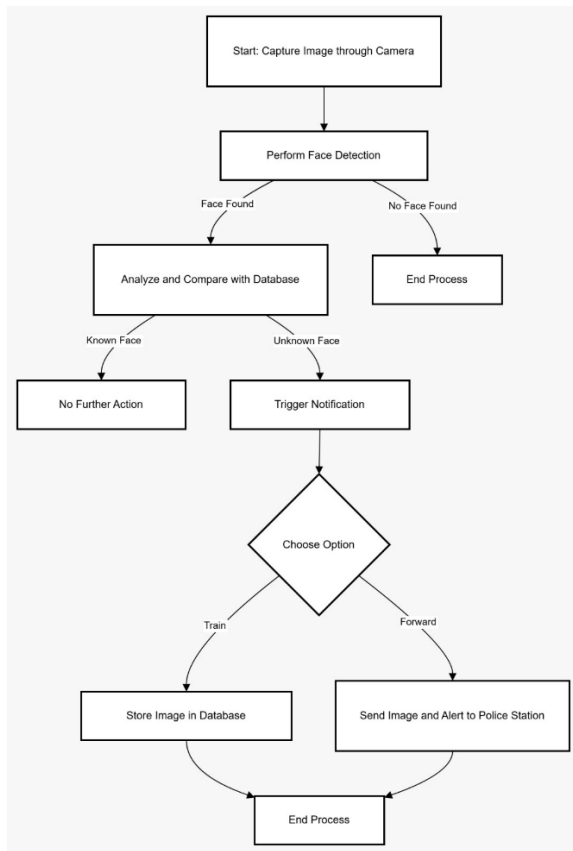 Start: Capture Image through Camera
Perform Face Detection
Face Found
No Face Found
Analyze and Compare with Database
End Process
Known Face
Unknown Face
No Further Action
Trigger Notification
Choose Option
Train
Forward
Store Image in Database
Send Image and Alert to Police Station
End Process